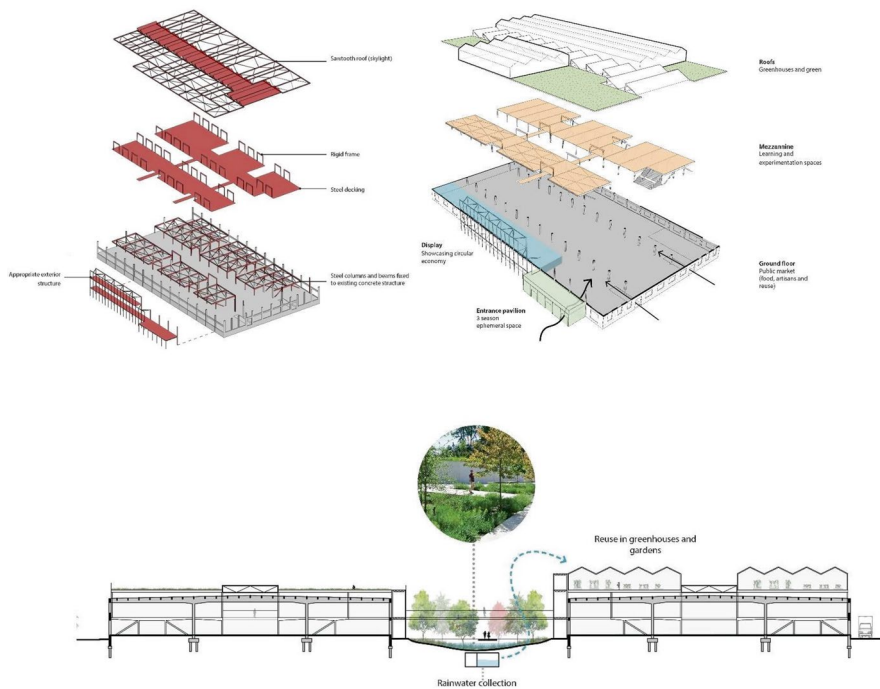 Sawtooth roof (skylight)
Rigid frame
Steel decking
Appropriate exterior
structure
Steel columns and beams fixed
to existing concrete structure
Roofs
Greenhouses and green
Mezzannine
Learning and
experimentation spaces
Display
Showcasing circular
economy
Ground floor
Public market
(food, artisans and
reuse)
Entrance pavilion
3 season
ephemeral space
Reuse in greenhouses and
gardens
Rainwater collection